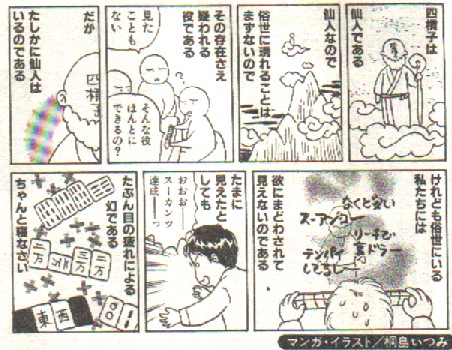 四槓子は
仙人である
仙人なので
俗世に現れることは
まずないので
その存在さえ
疑われる
役である
見た
ことも
ない
そんな役
ほんとに
できるの?
だが
四槓子
たしかに仙人は
いるのである
けれども俗世にいる
私たちには
なくと安い
スーアンコー
リーチで
裏ドラー
テンパイ
してるしー
欲にまどわされて
見えないのである
たまに
見えたと
しても
おおお
スーカンツ
達成ーっ
たぶん目の疲れによる
幻である
ちゃんと寝なさい
二万
三万
二万
東
西
マンガ・イラスト/桐島いつみ